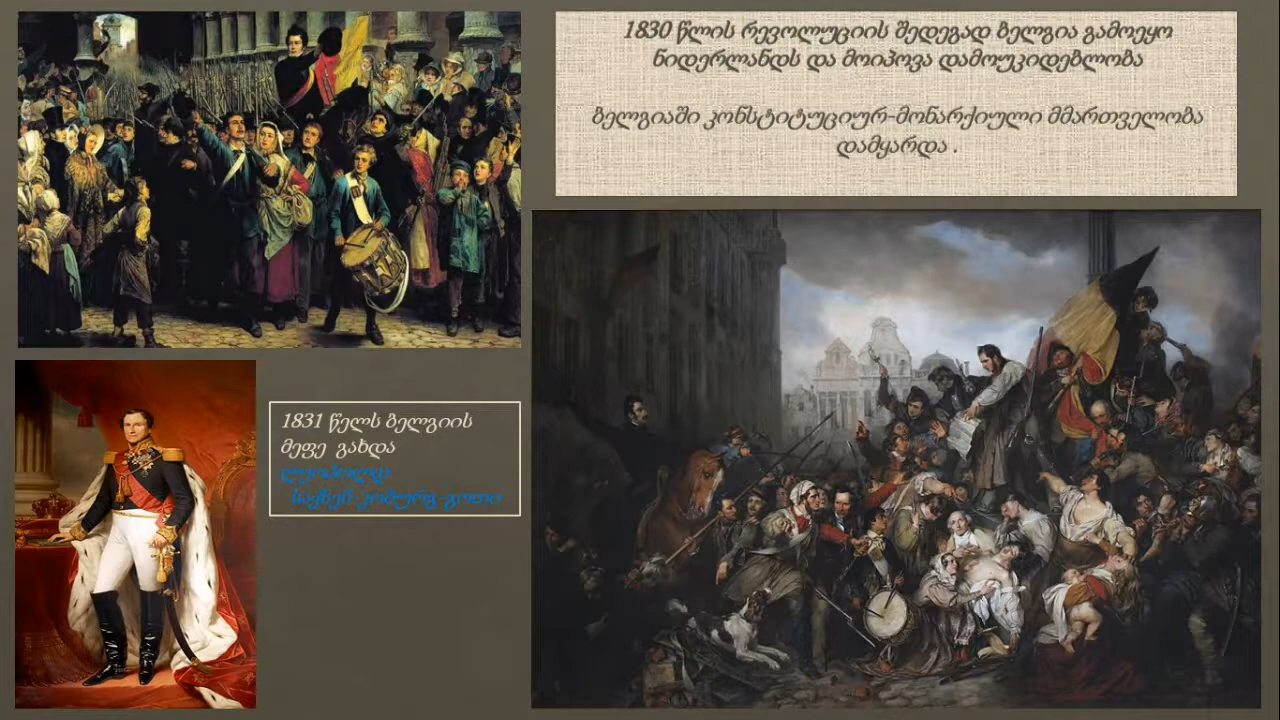 1830 წლის რევოლუციის შედეგად ბელგია გამოეყო
ნიდერლანდს და მოიპოვა დამოუკიდებლობა
ბელგიაში კონსტიტუციურ-მონარქიული მმართველობა
დამყარდა .
1831 წელს ბელგიის
მეფე გახდა
ლეოპოლდ
საქსენ-კობურგ-გოთი